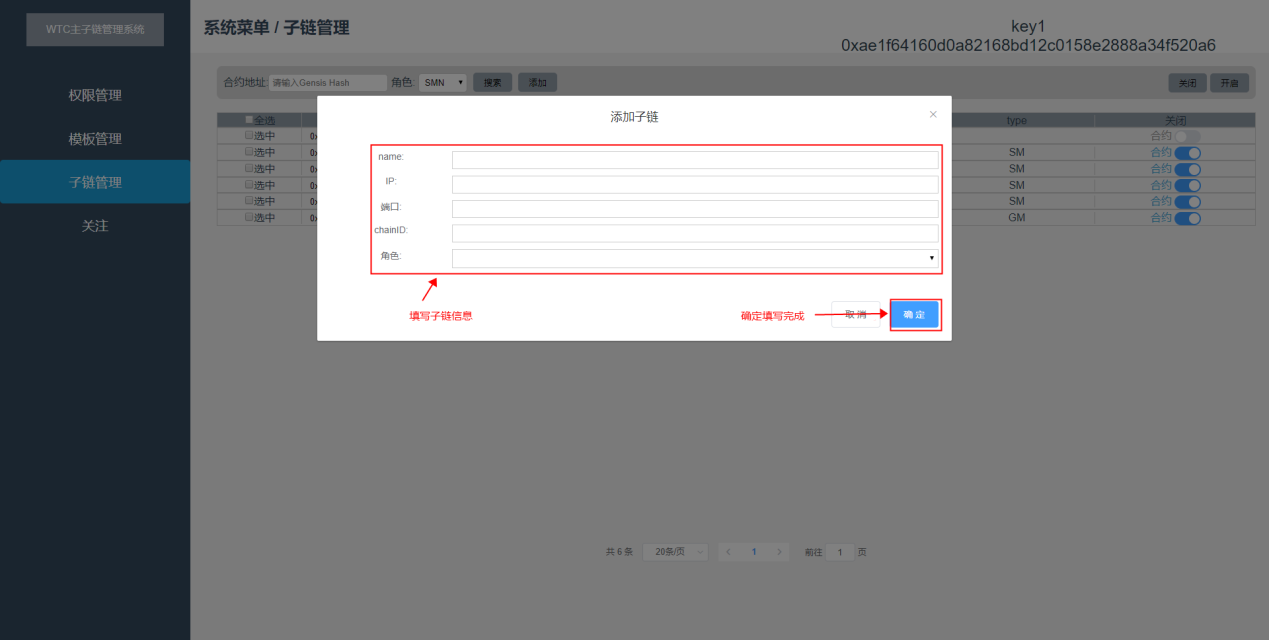 WTC主子链管理系统
权限管理
模板管理
子链管理
关注
系统菜单 / 子链管理
key1
0xae1f64160d0a82168bd12c0158e2888a34f520a6
合约地址: 请输入Gensis Hash 角色: SMN 搜索 添加 关闭 开启
全选 type 关闭
选中 0x 合约
选中 0x SM 合约
选中 0x SM 合约
选中 0x SM 合约
选中 0x SM 合约
选中 0x GM 合约
添加子链
name:
IP:
端口:
chainID:
角色:
填写子链信息
确定填写完成
取 消
确 定
共 6 条 20条/页 1 前往 1 页